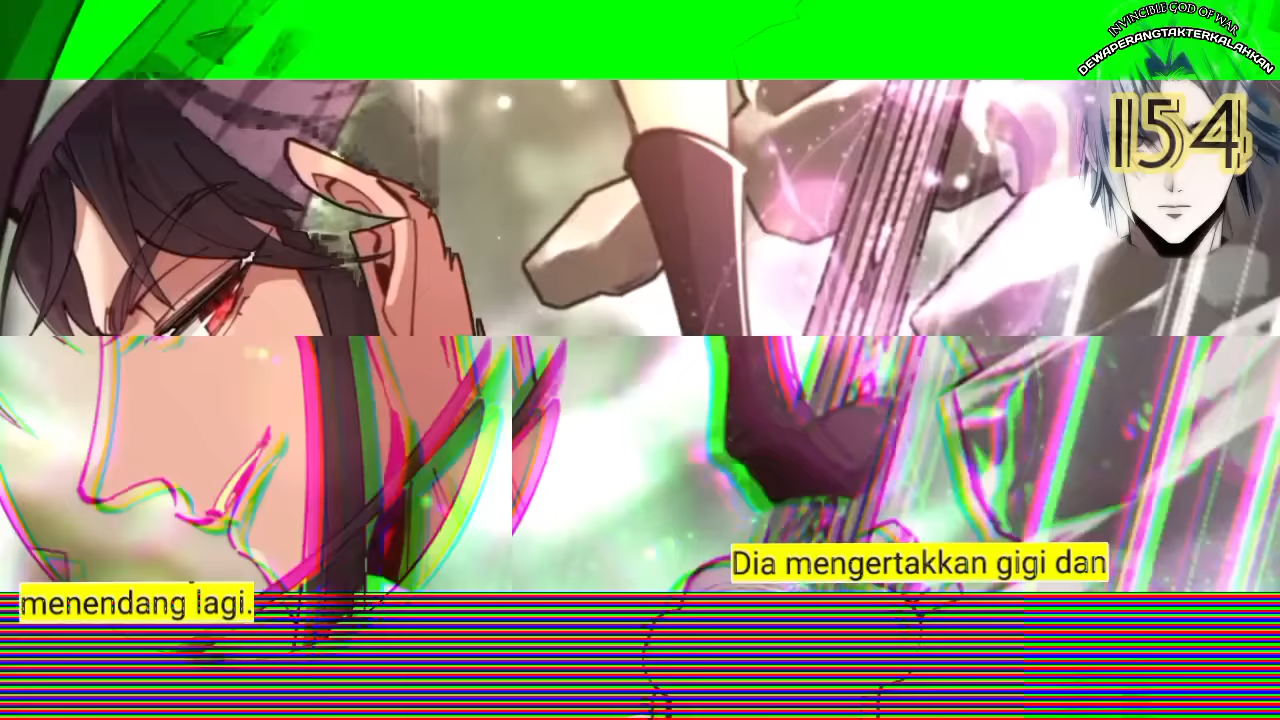 INVINCIBLE GOD OF WAR
DEWAPERANGTAKTERKALAHKAN
154
Dia mengertakkan gigi dan
menendang lagi.